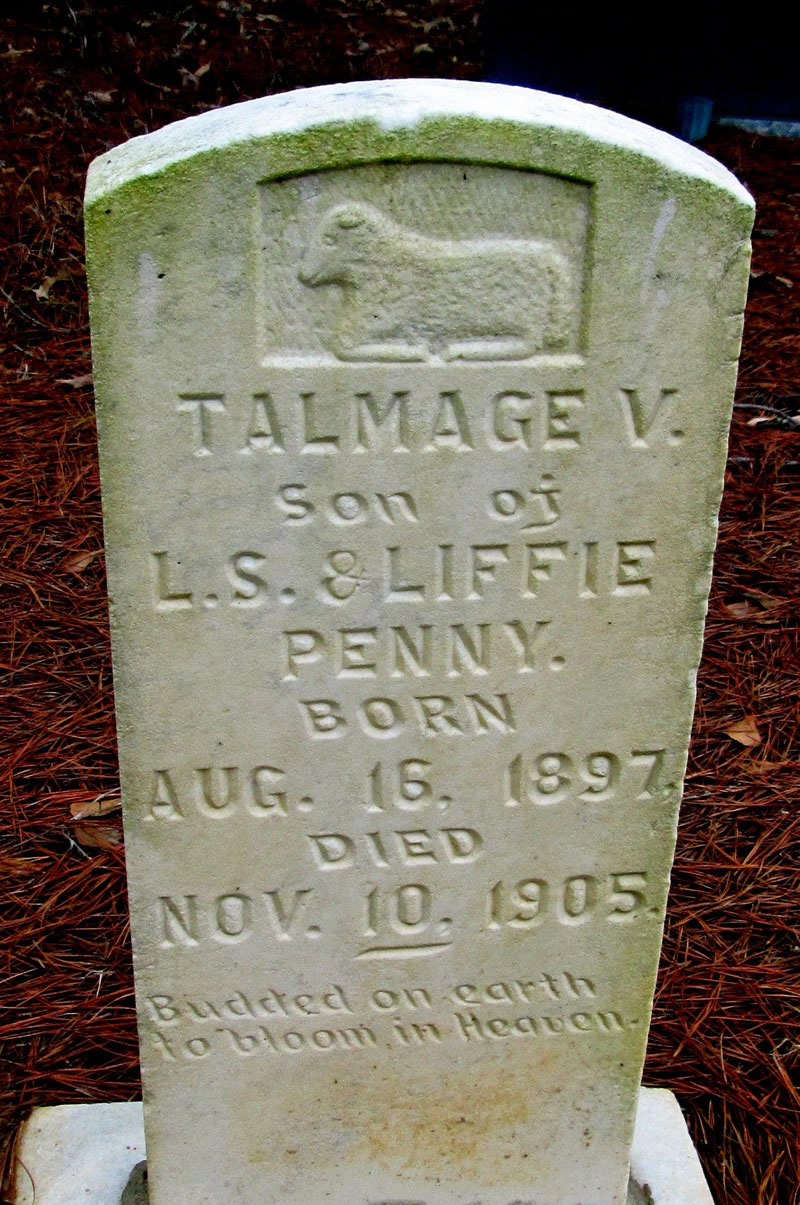 TALMAGE V.
Son of
L.S. & LIFFIE
PENNY.
BORN
AUG. 16, 1897.
DIED
NOV. 10, 1905.
Budded on earth
to bloom in Heaven.